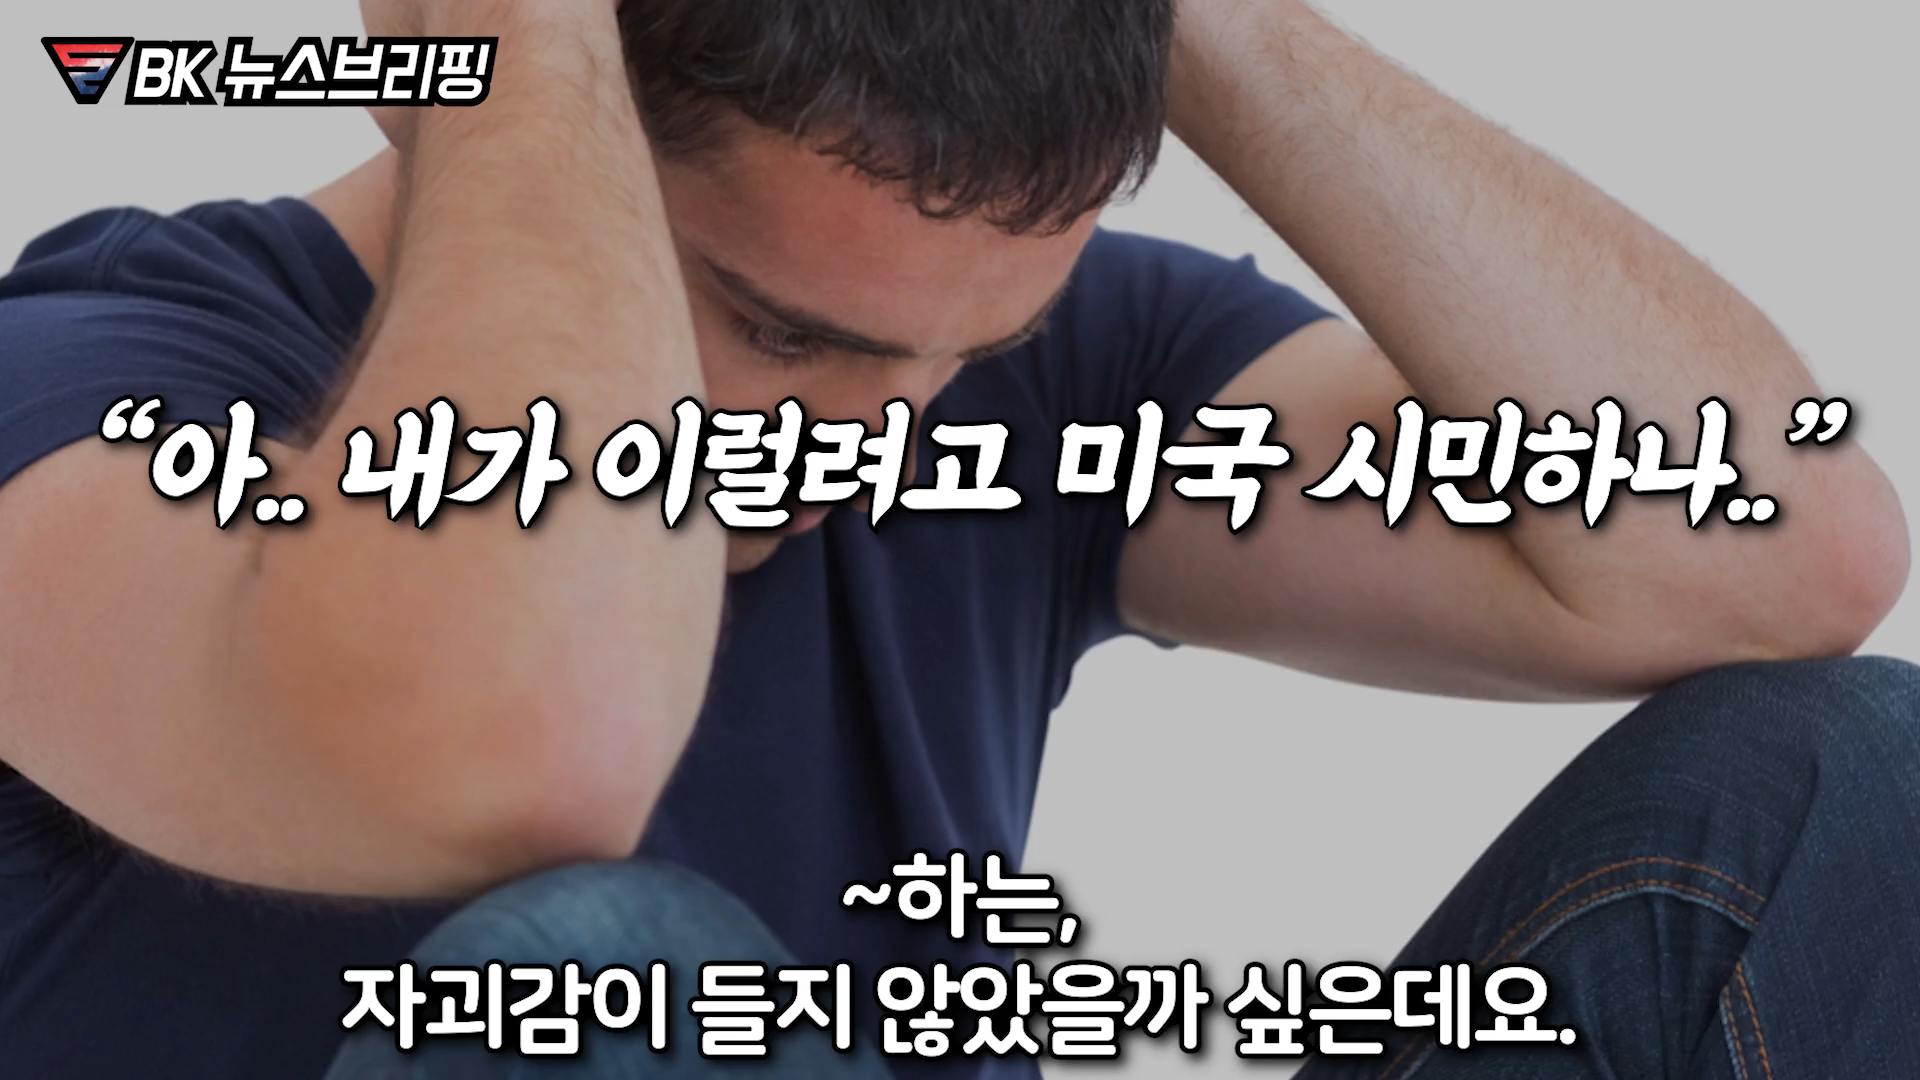 BK 뉴스브리핑
“아.. 내가 이럴려고 미국 시민하나..”
~하는,
자괴감이 들지 않았을까 싶은데요.